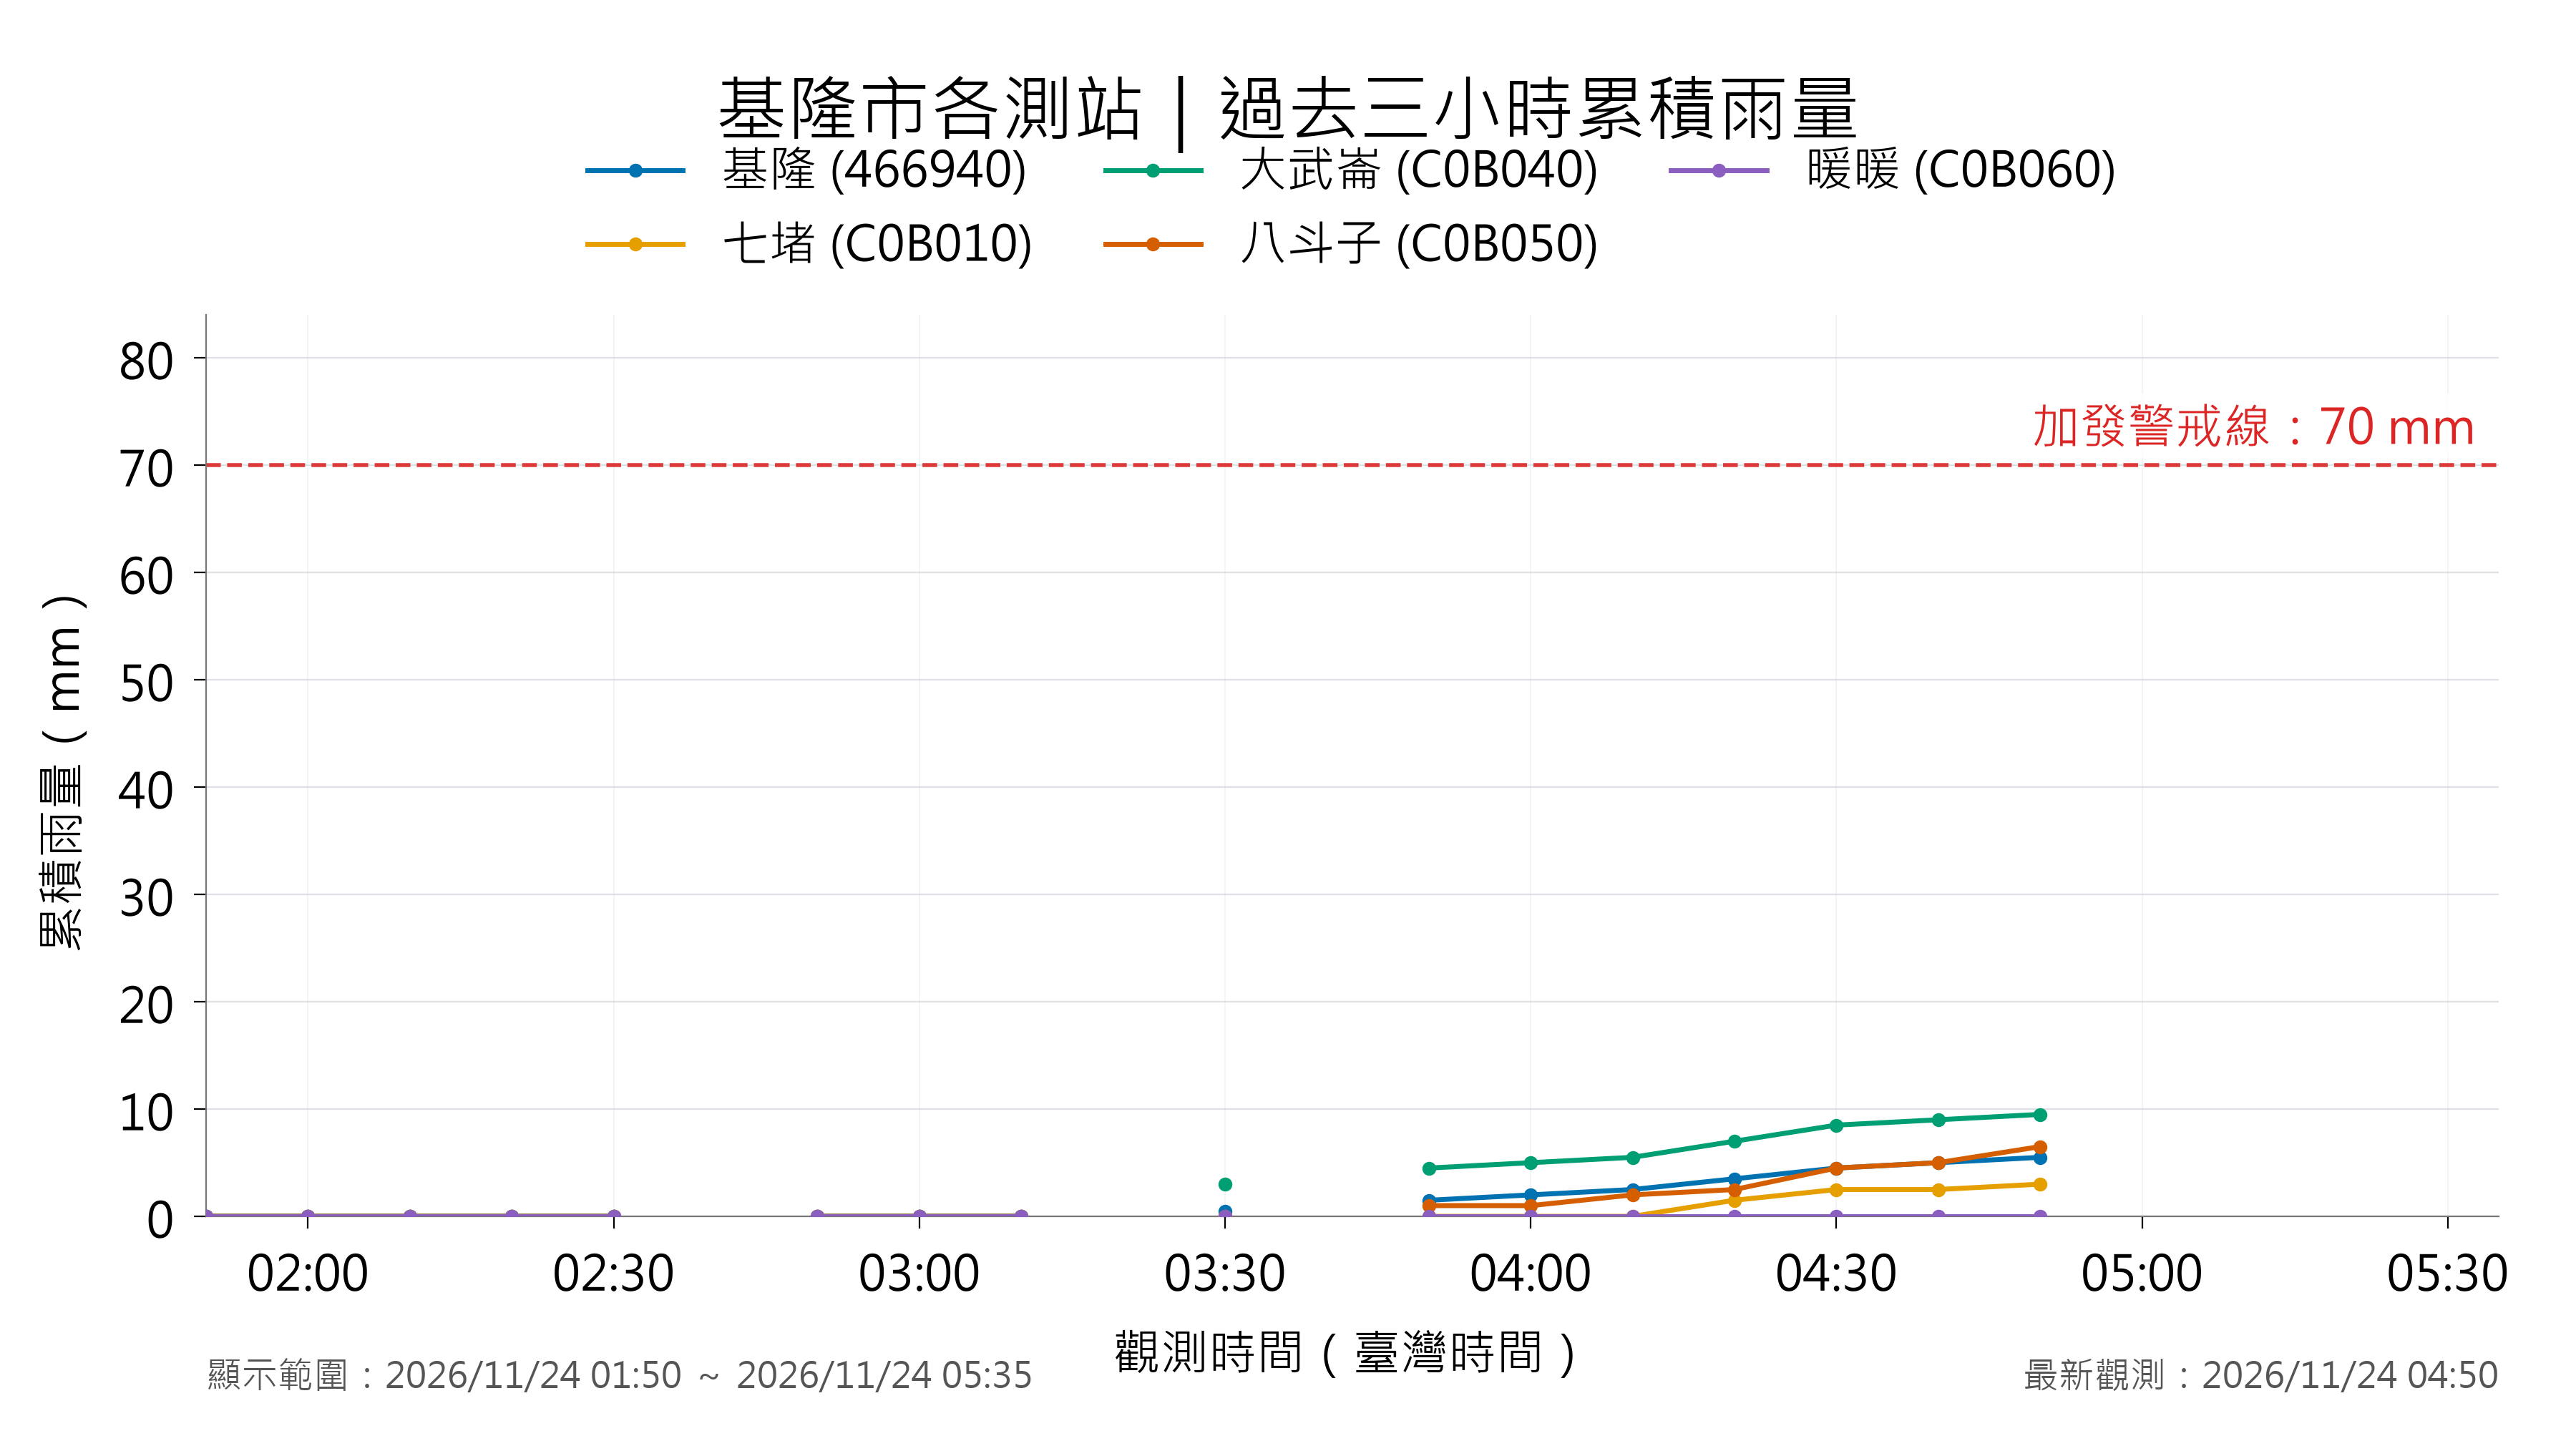 基隆市各測站｜過去三小時累積雨量
基隆 (466940)
七堵 (C0B010)
大武崙 (C0B040)
八斗子 (C0B050)
暖暖 (C0B060)
累積雨量（mm）
80
70
60
50
40
30
20
10
0
加發警戒線：70 mm
02:00 02:30 03:00 03:30 04:00 04:30 05:00 05:30
觀測時間（臺灣時間）
顯示範圍：2026/11/24 01:50 ~ 2026/11/24 05:35
最新觀測：2026/11/24 04:50